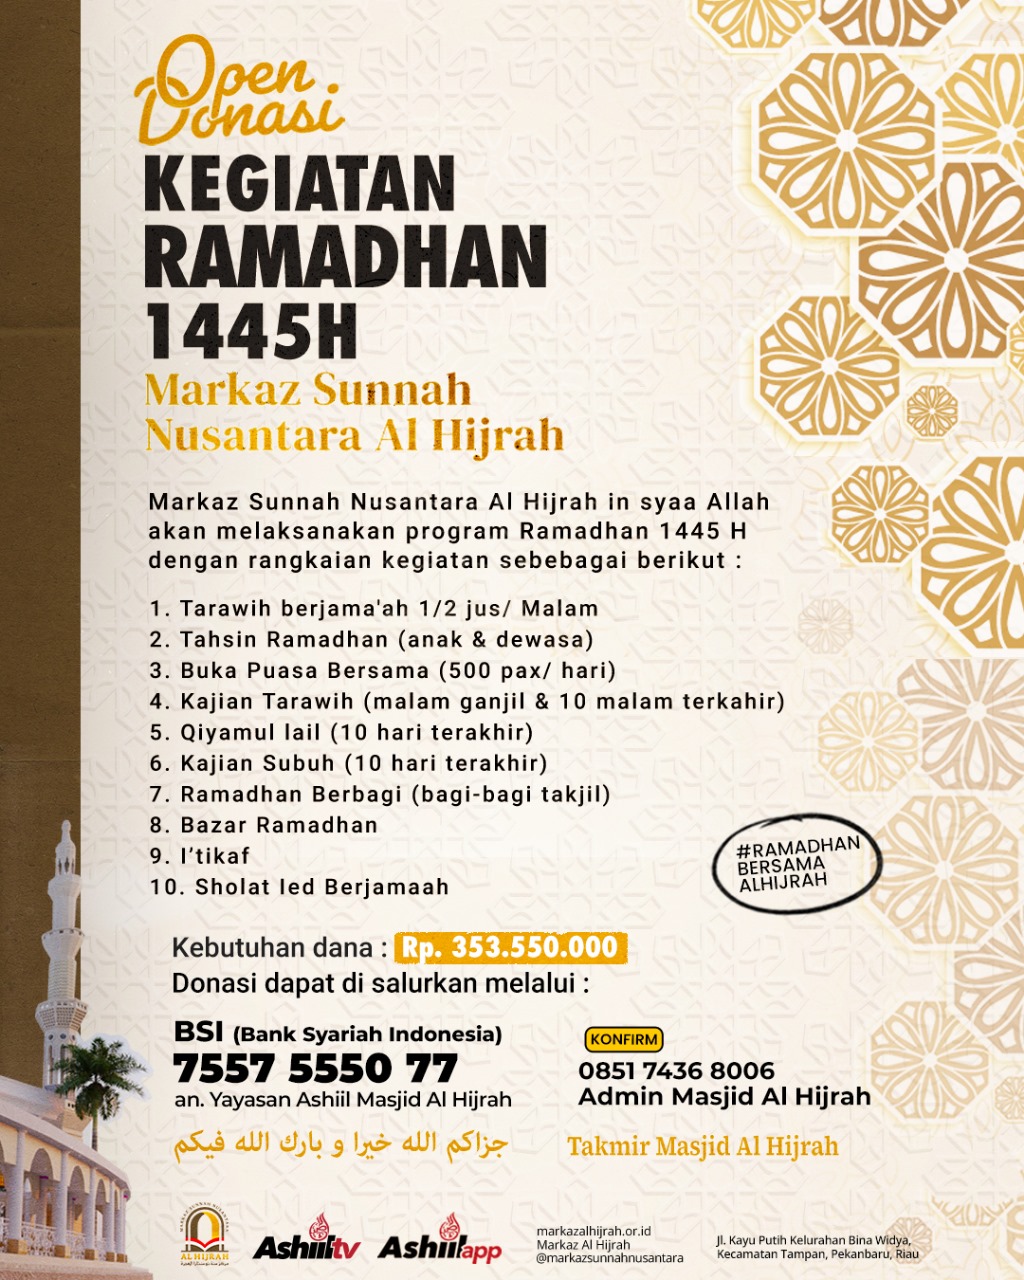 Open
Donasi
KEGIATAN
RAMADHAN
1445H
Markaz Sunnah
Nusantara Al Hijrah
Markaz Sunnah Nusantara Al Hijrah in syaa Allah
akan melaksanakan program Ramadhan 1445 H
dengan rangkaian kegiatan sebebagai berikut :
1. Tarawih berjama'ah 1/2 jus/ Malam
2. Tahsin Ramadhan (anak & dewasa)
3. Buka Puasa Bersama (500 pax/ hari)
4. Kajian Tarawih (malam ganjil & 10 malam terkahir)
5. Qiyamul lail (10 hari terakhir)
6. Kajian Subuh (10 hari terakhir)
7. Ramadhan Berbagi (bagi-bagi takjil)
8. Bazar Ramadhan
9. I’tikaf
10. Sholat Ied Berjamaah
#RAMADHAN
BERSAMA
ALHIJRAH
Kebutuhan dana : Rp. 353.550.000
Donasi dapat di salurkan melalui :
BSI (Bank Syariah Indonesia)
7557 5550 77
an. Yayasan Ashiil Masjid Al Hijrah
KONFIRM
0851 7436 8006
Admin Masjid Al Hijrah
جزاكم الله خيرا و بارك الله فيكم
Takmir Masjid Al Hijrah
AL HIJRAH
Ashiiltv
Ashiilapp
markazalhijrah.or.id
Markaz Al Hijrah
@markazsunnahnusantara
Jl. Kayu Putih Kelurahan Bina Widya,
Kecamatan Tampan, Pekanbaru, Riau